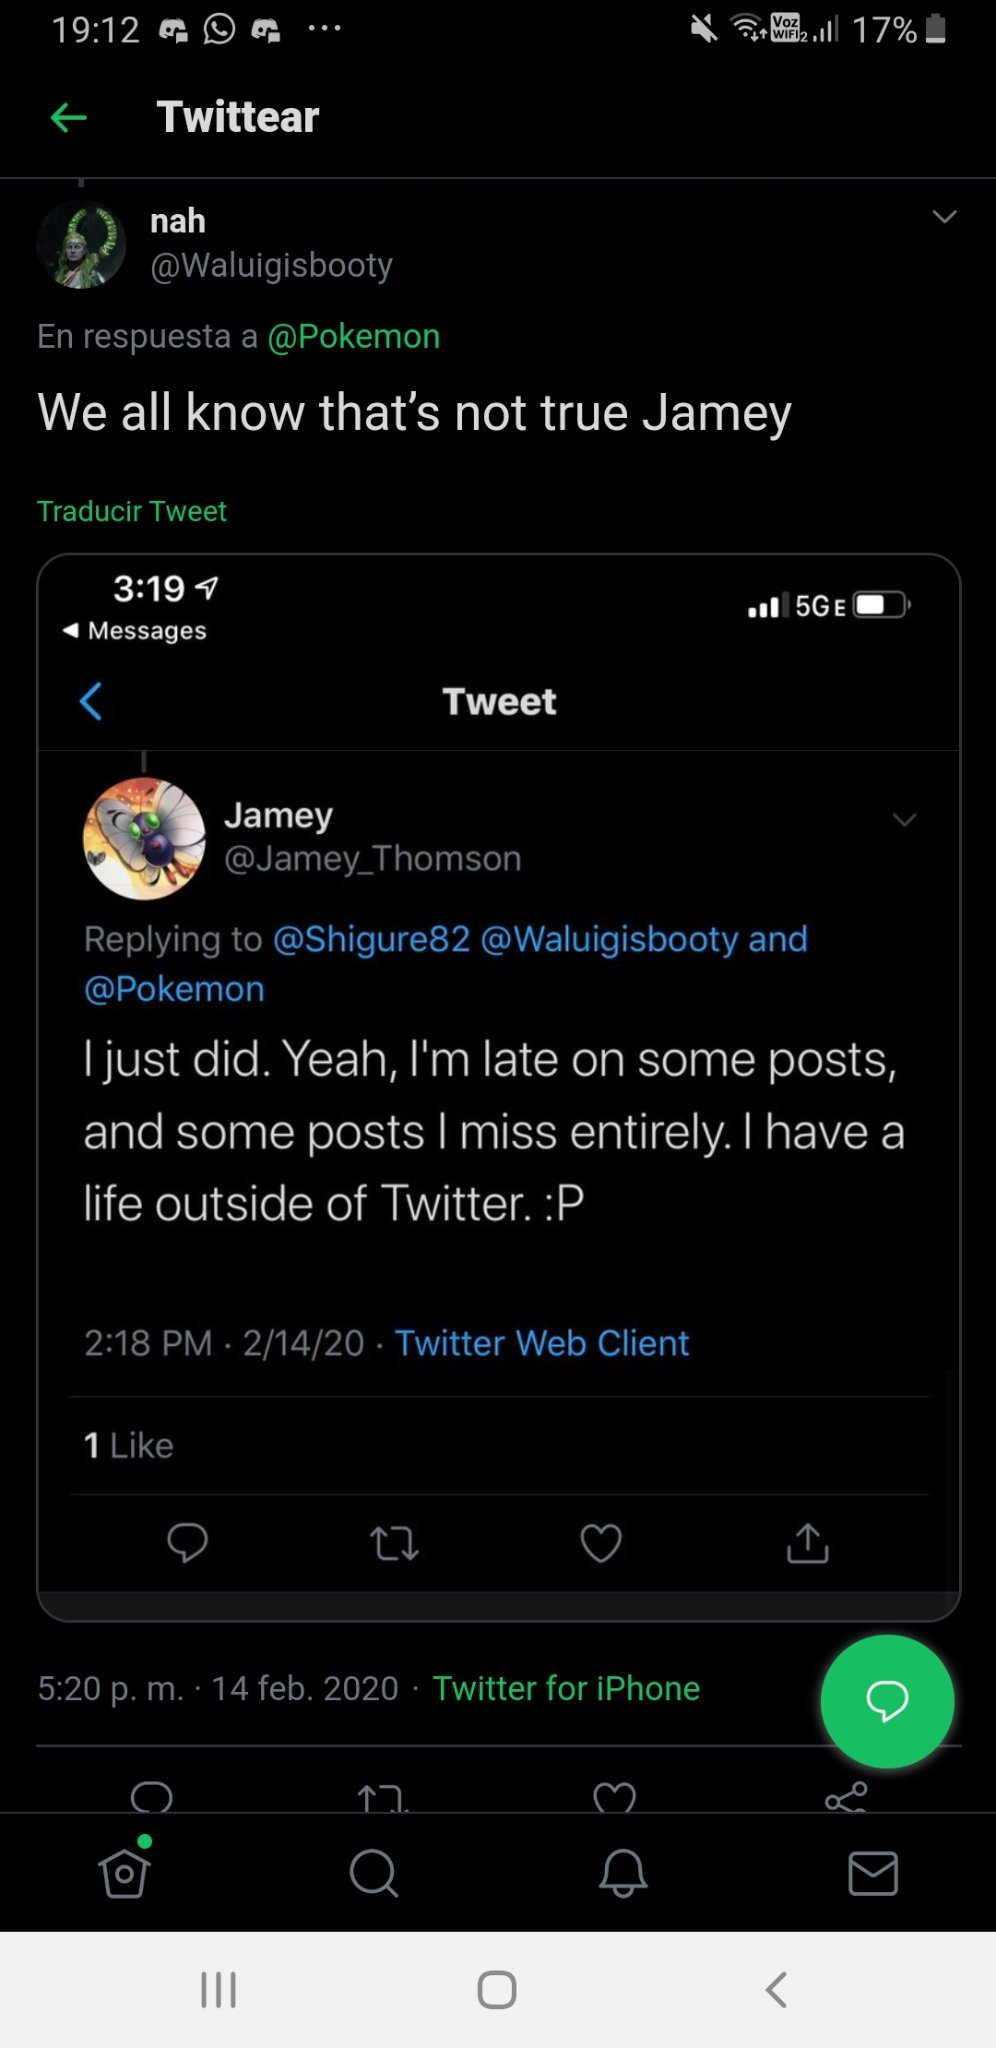 19:12 ... Voz WIFI 2 17%
Twittear
nah
@Waluigisbooty
En respuesta a @Pokemon
We all know that’s not true Jamey
Traducir Tweet
3:19 5G E
◀ Messages
Tweet
Jamey
@Jamey_Thomson
Replying to @Shigure82 @Waluigisbooty and
@Pokemon
I just did. Yeah, I'm late on some posts,
and some posts I miss entirely. I have a
life outside of Twitter. :P
2:18 PM · 2/14/20 · Twitter Web Client
1 Like
5:20 p. m. · 14 feb. 2020 · Twitter for iPhone